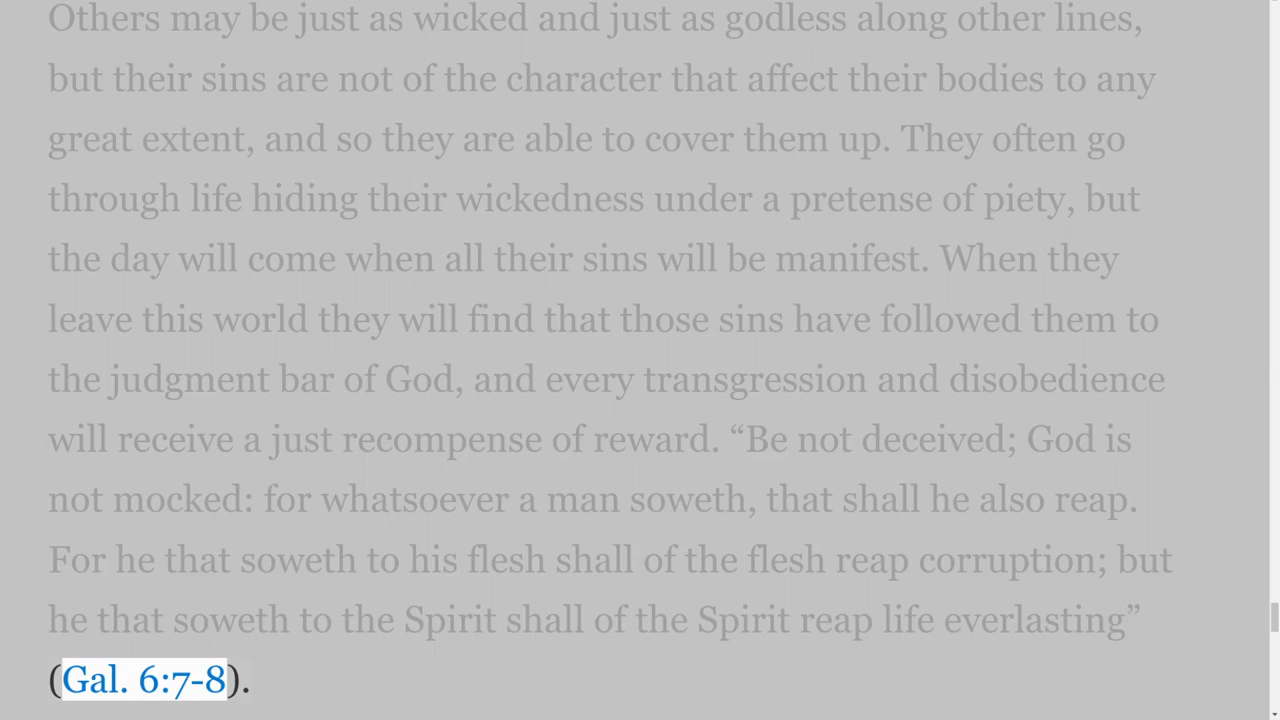 Others may be just as wicked and just as godless along other lines,
but their sins are not of the character that affect their bodies to any
great extent, and so they are able to cover them up. They often go
through life hiding their wickedness under a pretense of piety, but
the day will come when all their sins will be manifest. When they
leave this world they will find that those sins have followed them to
the judgment bar of God, and every transgression and disobedience
will receive a just recompense of reward. “Be not deceived; God is
not mocked: for whatsoever a man soweth, that shall he also reap.
For he that soweth to his flesh shall of the flesh reap corruption; but
he that soweth to the Spirit shall of the Spirit reap life everlasting”
(Gal. 6:7-8).